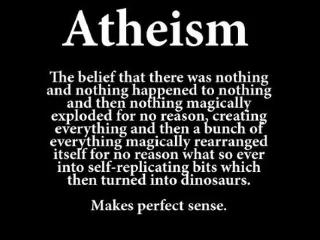 Atheism
The belief that there was nothing
and nothing happened to nothing
and then nothing magically
exploded for no reason, creating
everything and then a bunch of
everything magically rearranged
itself for no reason what so ever
into self-replicating bits which
then turned into dinosaurs.
Makes perfect sense.